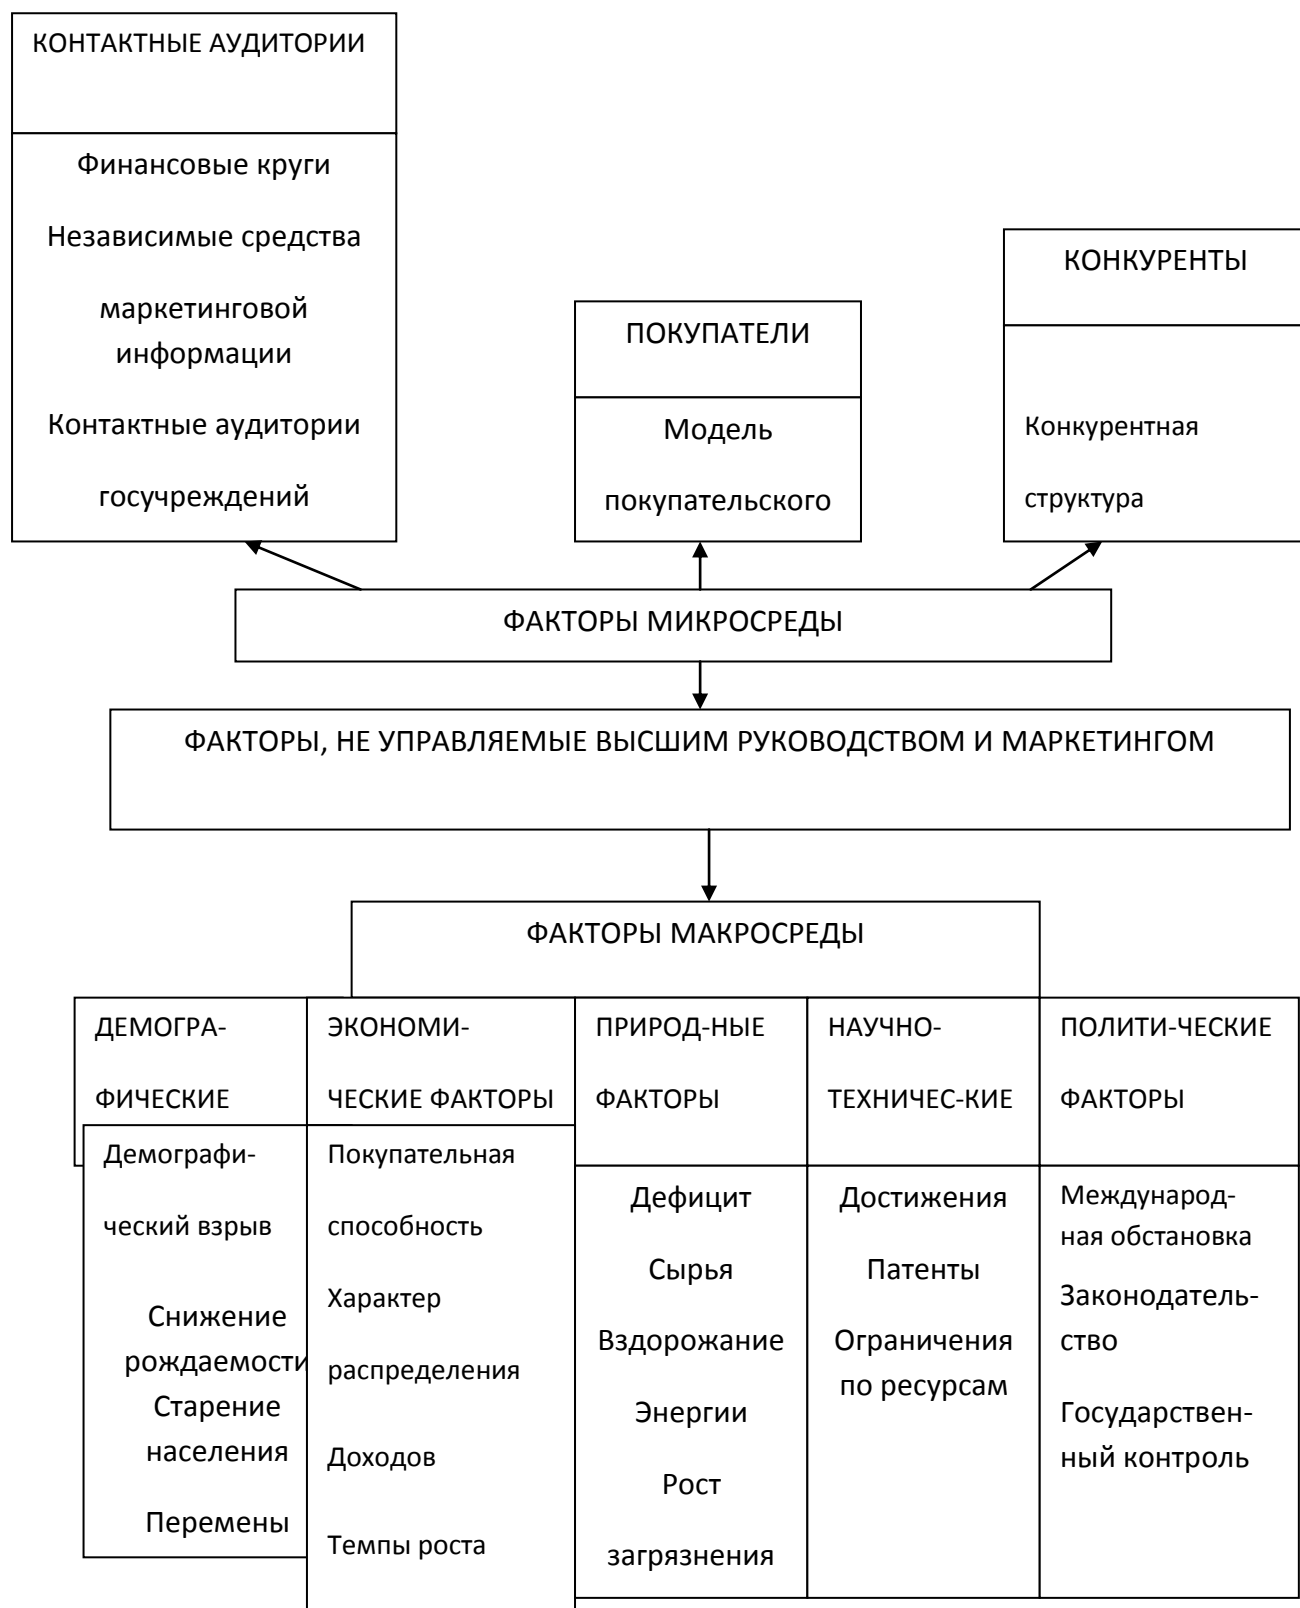 КОНТАКТНЫЕ АУДИТОРИИ
Финансовые круги
Независимые средства
маркетинговой
информации
Контактные аудитории
госучреждений
ПОКУПАТЕЛИ
Модель
покупательского
КОНКУРЕНТЫ
Конкурентная
структура
ФАКТОРЫ МИКРОСРЕДЫ
ФАКТОРЫ, НЕ УПРАВЛЯЕМЫЕ ВЫСШИМ РУКОВОДСТВОМ И МАРКЕТИНГОМ
ФАКТОРЫ МАКРОСРЕДЫ
ДЕМОГРА-
ФИЧЕСКИЕ
Демографи-
ческий взрыв
Снижение
рождаемости
Старение
населения
Перемены
ЭКОНОМИ-
ЧЕСКИЕ ФАКТОРЫ
Покупательная
способность
Характер
распределения
Доходов
Темпы роста
ПРИРОД-НЫЕ
ФАКТОРЫ
Дефицит
Сырья
Вздорожание
Энергии
Рост
загрязнения
НАУЧНО-
ТЕХНИЧЕС-КИЕ
Достижения
Патенты
Ограничения
по ресурсам
ПОЛИТИ-ЧЕСКИЕ
ФАКТОРЫ
Международ-
ная обстановка
Законодатель-
ство
Государствен-
ный контроль